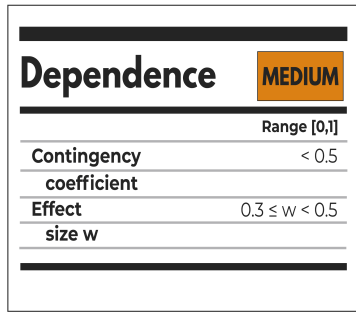 Dependence MEDIUM
Range [0,1]
Contingency < 0.5
coefficient
Effect 0.3 ≤ w < 0.5
size w